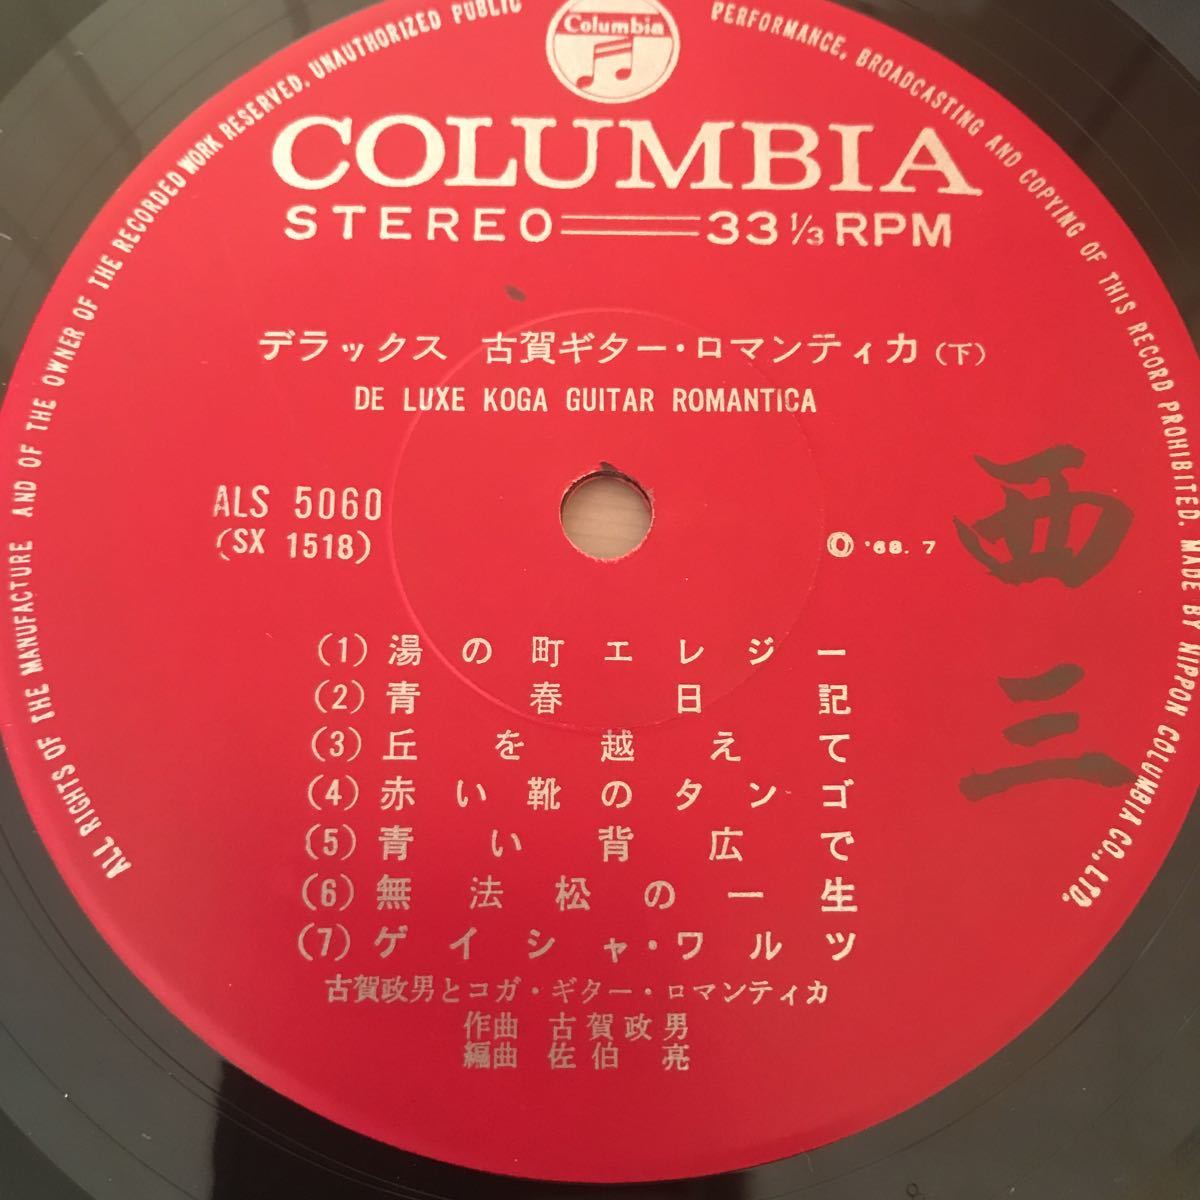 Columbia
COLUMBIA
STEREO 33 1/3 RPM
デラックス 古賀ギター・ロマンティカ(下)
DE LUXE KOGA GUITAR ROMANTICA
ALS 5060
(SX 1518)
Ⓞ '68.7
西三
(1) 湯の町エレジー
(2) 青春日記
(3) 丘を越えて
(4) 赤い靴のタンゴ
(5) 青い背広で
(6) 無法松の一生
(7) ゲイシャ・ワルツ
古賀政男とコガ・ギター・ロマンティカ
作曲 古賀政男
編曲 佐伯亮
ALL RIGHTS OF THE MANUFACTURE AND OF THE OWNER OF THE RECORDED WORK RESERVED. UNAUTHORIZED PUBLIC PERFORMANCE, BROADCASTING AND COPYING OF THIS RECORD PROHIBITED. MADE BY NIPPON COLUMBIA CO., LTD.